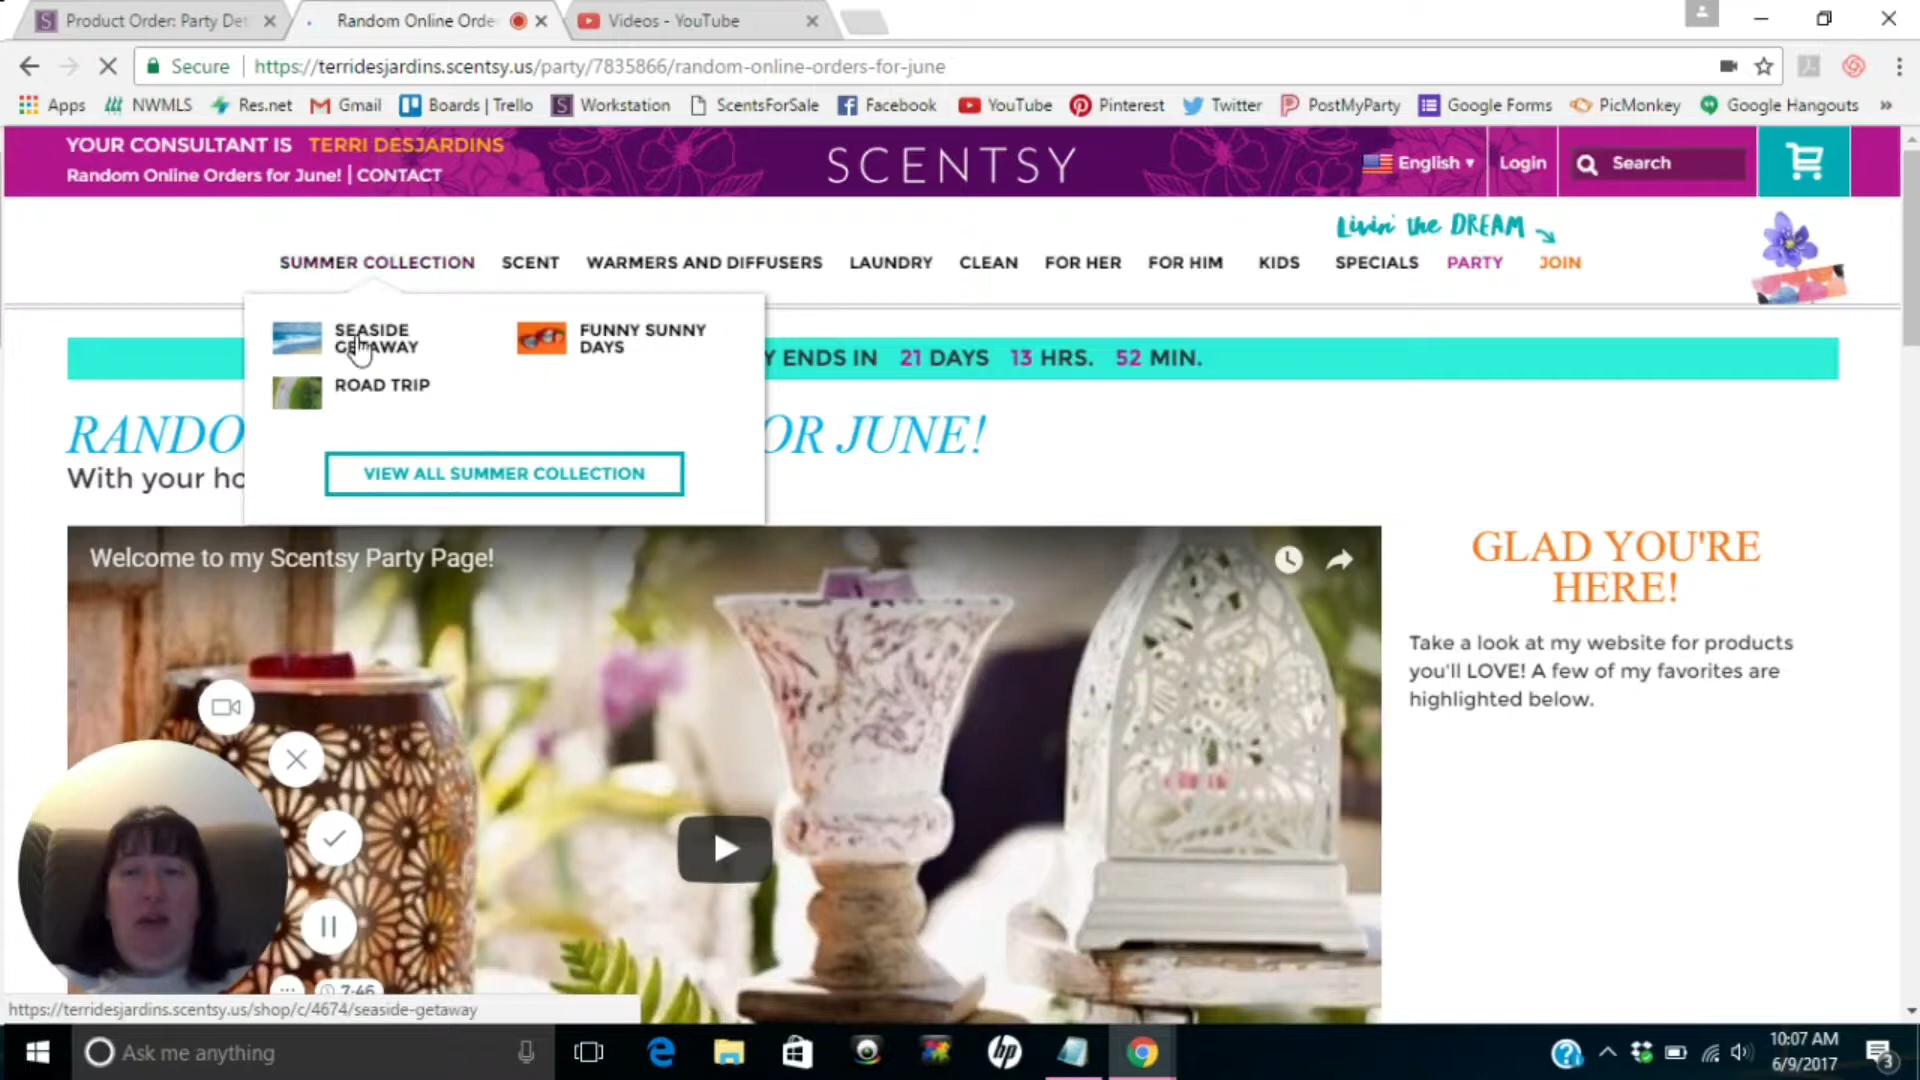 Product Order: Party Det
Random Online Orde
Videos - YouTube
Secure
https://terridesjardins.scentsy.us/party/7835866/random-online-orders-for-june
Apps
NWMLS
Res.net
Gmail
Boards | Trello
Workstation
ScentsForSale
Facebook
YouTube
Pinterest
Twitter
PostMyParty
Google Forms
PicMonkey
Google Hangouts
»
YOUR CONSULTANT IS TERRI DESJARDINS
Random Online Orders for June! | CONTACT
SCENTSY
English
Login
Search
Livin' the DREAM
SUMMER COLLECTION
SCENT
WARMERS AND DIFFUSERS
LAUNDRY
CLEAN
FOR HER
FOR HIM
KIDS
SPECIALS
PARTY
JOIN
SEASIDE
GETAWAY
FUNNY SUNNY
DAYS
ROAD TRIP
VIEW ALL SUMMER COLLECTION
Y ENDS IN 21 DAYS 13 HRS. 52 MIN.
RANDO
OR JUNE!
With your ho
Welcome to my Scentsy Party Page!
GLAD YOU'RE
HERE!
Take a look at my website for products
you'll LOVE! A few of my favorites are
highlighted below.
7:46
https://terridesjardins.scentsy.us/shop/c/4674/seaside-getaway
Ask me anything
hp
10:07 AM
6/9/2017
3